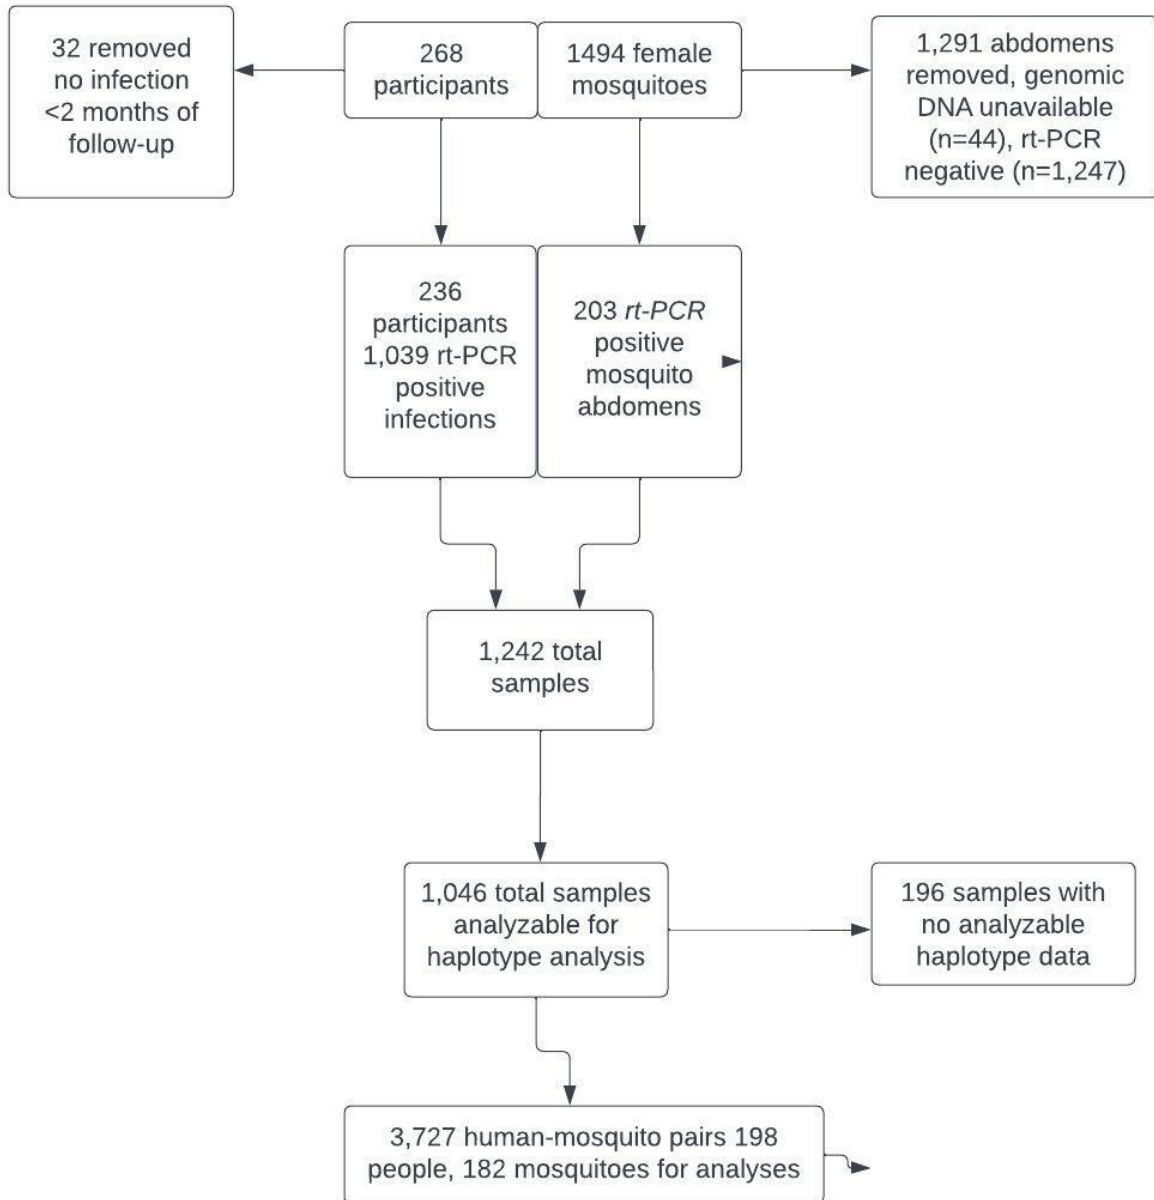 32 removed
no infection
<2 months of
follow-up
268
participants
1494 female
mosquitoes
1,291 abdomens
removed, genomic
DNA unavailable
(n=44), rt-PCR
negative (n=1,247)
236
participants
1,039 rt-PCR
positive
infections
203 rt-PCR
positive
mosquito
abdomens
1,242 total
samples
1,046 total samples
analyzable for
haplotype analysis
196 samples with
no analyzable
haplotype data
3,727 human-mosquito pairs 198
people, 182 mosquitoes for analyses